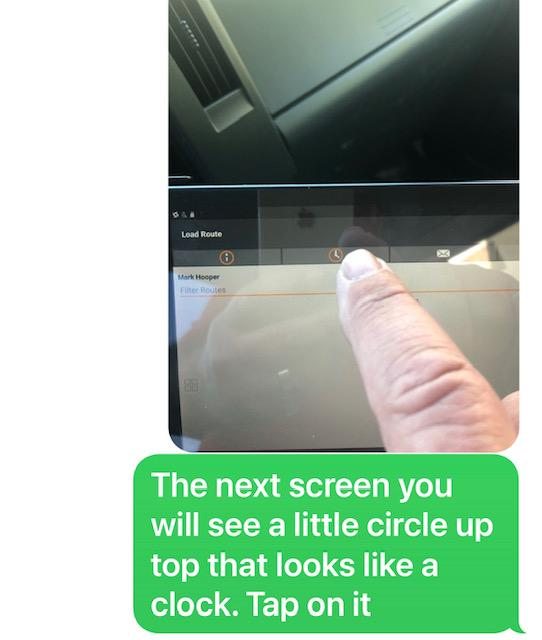 Load Route
Mark Hooper
Filter Routes
The next screen you
will see a little circle up
top that looks like a
clock. Tap on it